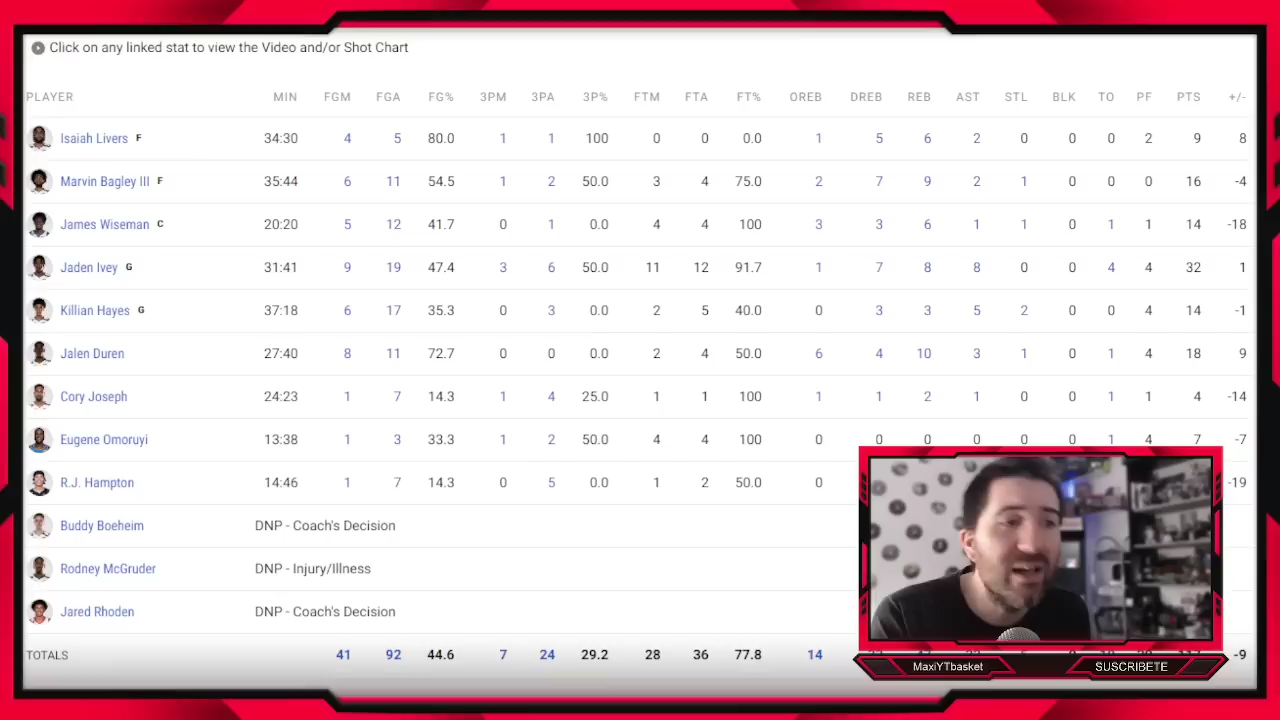 Click on any linked stat to view the Video and/or Shot Chart
PLAYER MIN FGM FGA FG% 3PM 3PA 3P% FTM FTA FT% OREB DREB REB AST STL BLK TO PF PTS +/-
Isaiah Livers F 34:30 4 5 80.0 1 1 100 0 0 0.0 1 5 6 2 0 0 0 2 9 8
Marvin Bagley III F 35:44 6 11 54.5 1 2 50.0 3 4 75.0 2 7 9 2 1 0 0 0 16 -4
James Wiseman C 20:20 5 12 41.7 0 1 0.0 4 4 100 3 3 6 1 1 0 1 1 14 -18
Jaden Ivey G 31:41 9 19 47.4 3 6 50.0 11 12 91.7 1 7 8 8 0 0 4 4 32 1
Killian Hayes G 37:18 6 17 35.3 0 3 0.0 2 5 40.0 0 3 3 5 2 0 0 4 14 -1
Jalen Duren 27:40 8 11 72.7 0 0 0.0 2 4 50.0 6 4 10 3 1 0 1 4 18 9
Cory Joseph 24:23 1 7 14.3 1 4 25.0 1 1 100 1 1 2 1 0 0 1 1 4 -14
Eugene Omoruyi 13:38 1 3 33.3 1 2 50.0 4 4 100 0 0 0 0 0 0 1 4 7 -7
R.J. Hampton 14:46 1 7 14.3 0 5 0.0 1 2 50.0 0 -19
Buddy Boeheim DNP - Coach's Decision
Rodney McGruder DNP - Injury/Illness
Jared Rhoden DNP - Coach's Decision
TOTALS 41 92 44.6 7 24 29.2 28 36 77.8 14 -9
MaxiYTbasket SUSCRIBETE